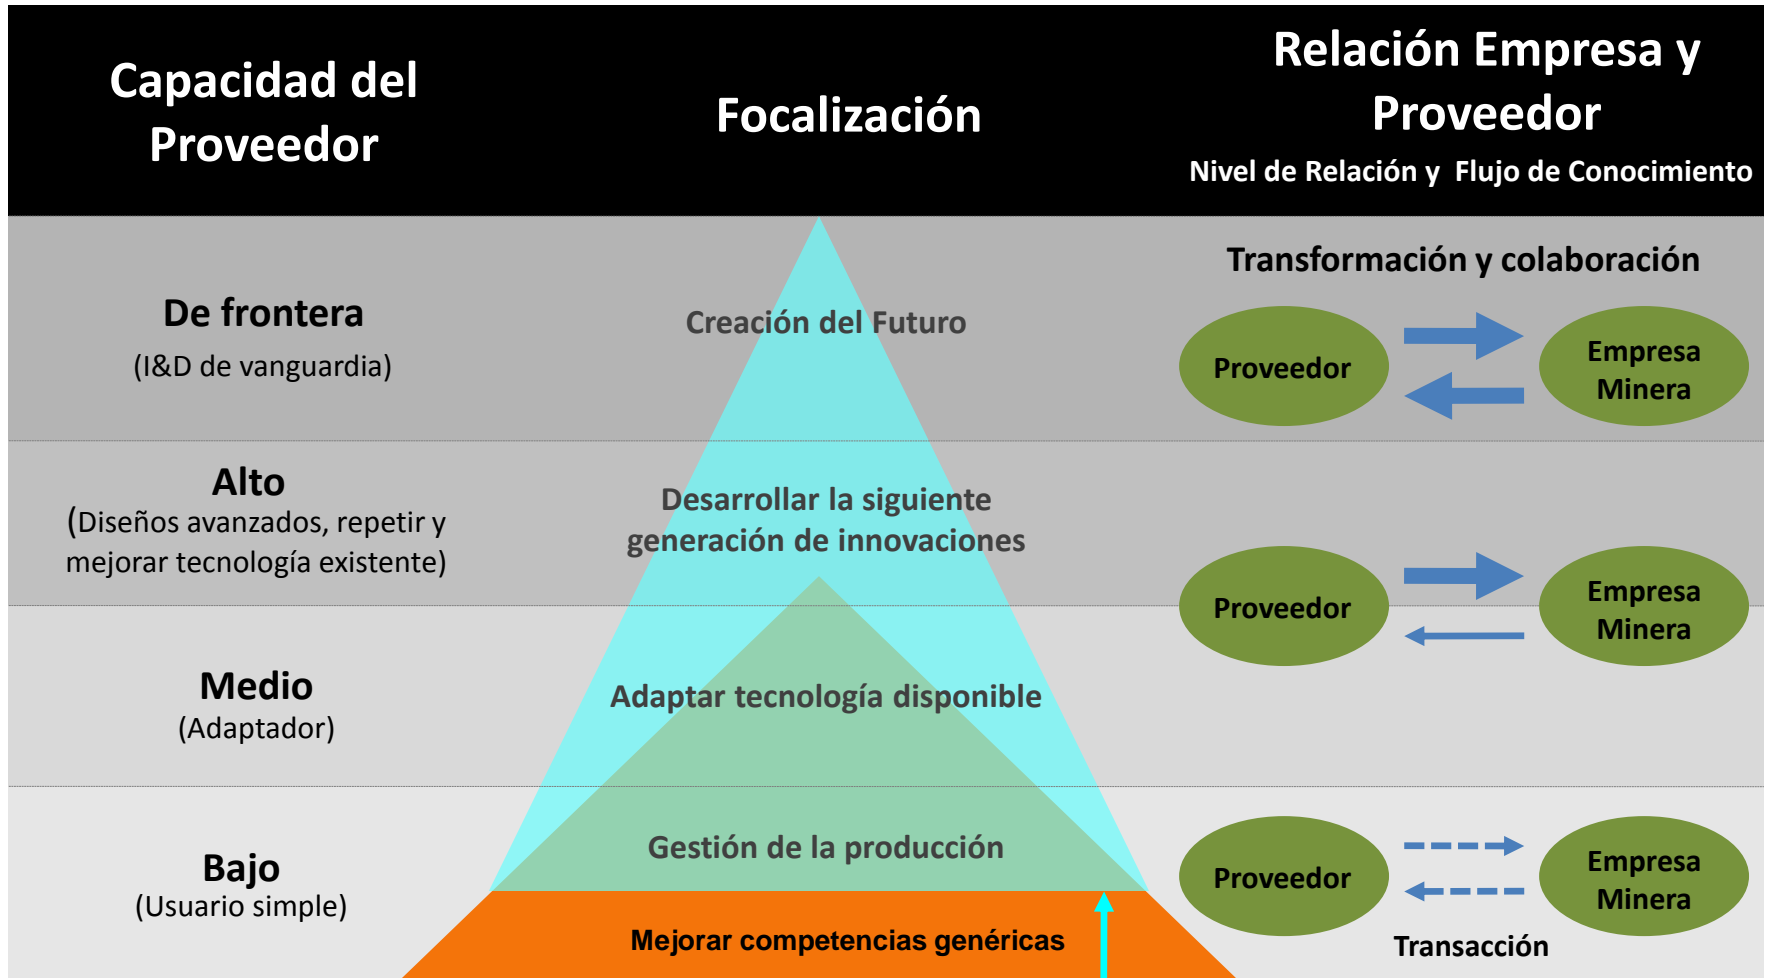 Capacidad del
Proveedor
Focalización
Relación Empresa y
Proveedor
Nivel de Relación y Flujo de Conocimiento
De frontera
(I&D de vanguardia)
Creación del Futuro
Transformación y colaboración
Proveedor
Empresa
Minera
Alto
(Diseños avanzados, repetir y
mejorar tecnología existente)
Desarrollar la siguiente
generación de innovaciones
Proveedor
Empresa
Minera
Medio
(Adaptador)
Adaptar tecnología disponible
Bajo
(Usuario simple)
Gestión de la producción
Mejorar competencias genéricas
Proveedor
Empresa
Minera
Transacción